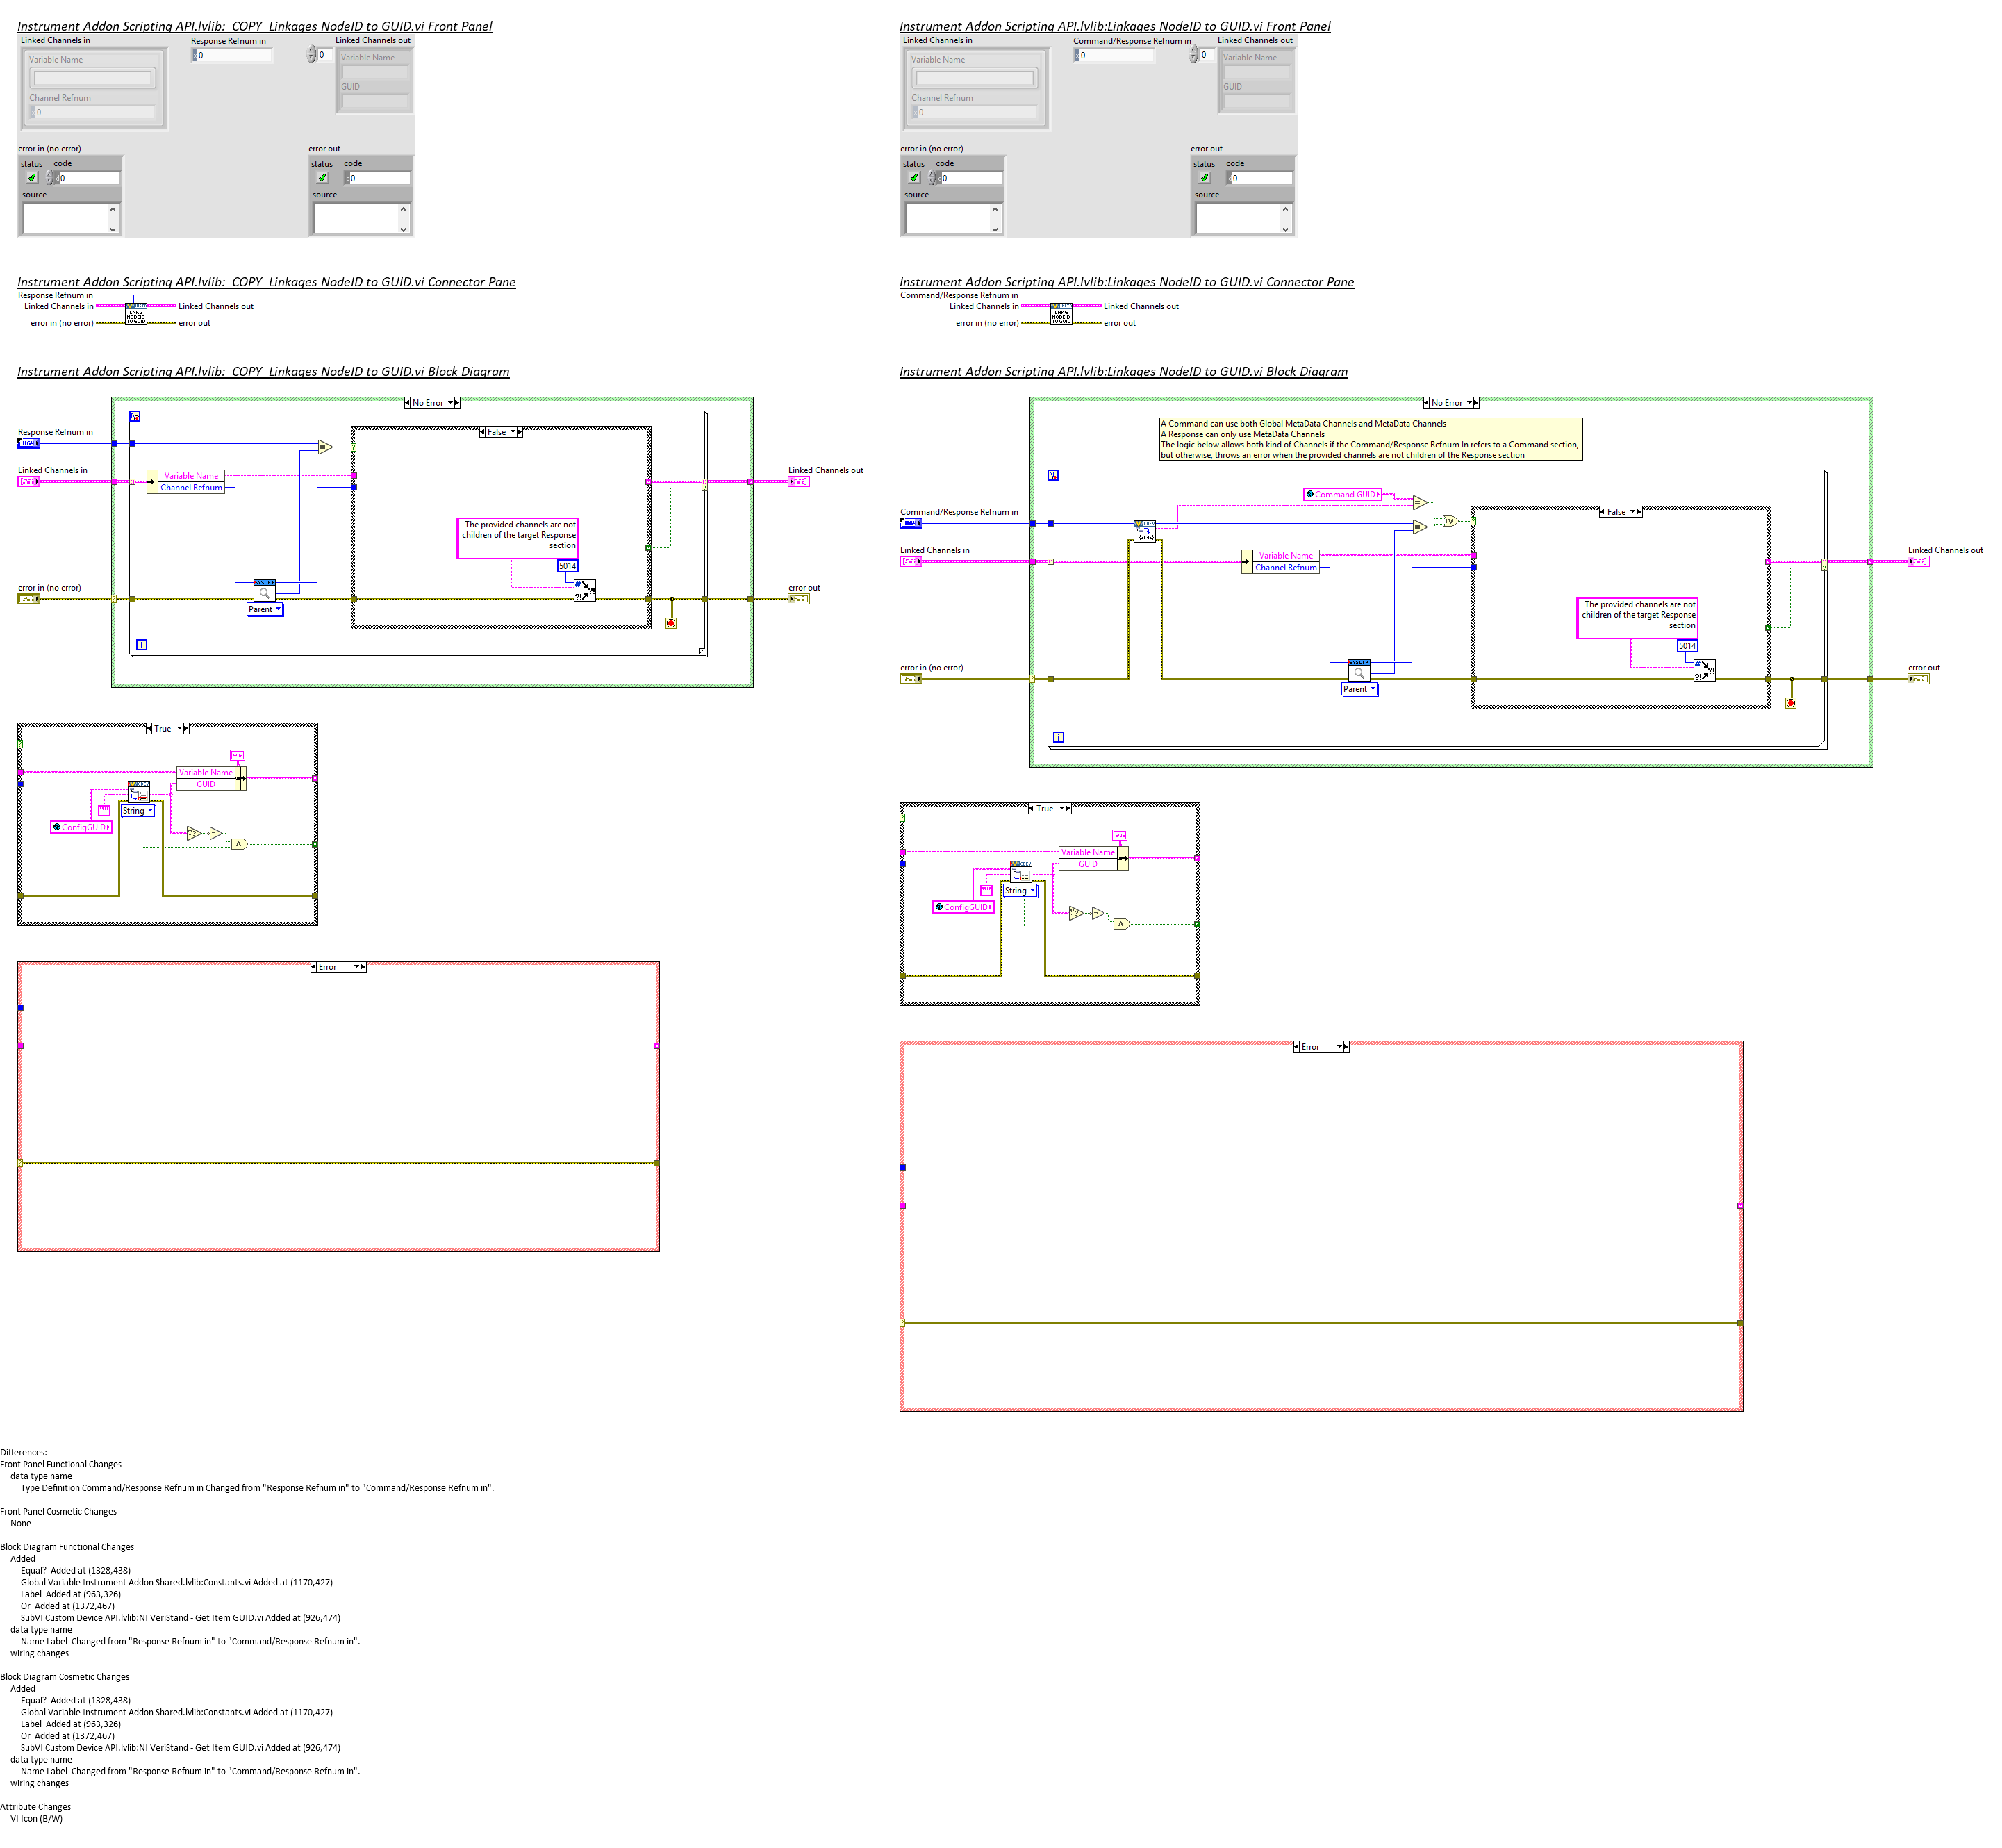 Instrument Addon Scripting API.lvlib:  COPY  Linkages NodeID to GUID.vi Front Panel
Linked Channels in
Response Refnum in
Linked Channels out
Variable Name
0
0
Variable Name
GUID
Channel Refnum
0
error in (no error)
error out
status
code
status
code
0
0
source
source
Instrument Addon Scripting API.lvlib:  COPY  Linkages NodeID to GUID.vi Connector Pane
Response Refnum in
Linked Channels in
Linked Channels out
LNKG
NODEID
TO GUID
error in (no error)
error out
Instrument Addon Scripting API.lvlib:  COPY  Linkages NodeID to GUID.vi Block Diagram
No Error
Response Refnum in
False
Linked Channels in
Variable Name
Channel Refnum
Linked Channels out
The provided channels are not
children of the target Response
section
5014
error in (no error)
error out
Parent
i
True
Variable Name
GUID
String
ConfigGUID
Error
Instrument Addon Scripting API.lvlib:Linkages NodeID to GUID.vi Front Panel
Linked Channels in
Command/Response Refnum in
Linked Channels out
Variable Name
0
0
Variable Name
GUID
Channel Refnum
0
error in (no error)
error out
status
code
status
code
0
0
source
source
Instrument Addon Scripting API.lvlib:Linkages NodeID to GUID.vi Connector Pane
Command/Response Refnum in
Linked Channels in
Linked Channels out
LNKG
NODEID
TO GUID
error in (no error)
error out
Instrument Addon Scripting API.lvlib:Linkages NodeID to GUID.vi Block Diagram
No Error
A Command can use both Global MetaData Channels and MetaData Channels
A Response can only use MetaData Channels
The logic below allows both kind of Channels if the Command/Response Refnum In refers to a Command section,
but otherwise, throws an error when the provided channels are not children of the Response section
Command GUID
Command/Response Refnum in
False
Linked Channels in
Variable Name
Channel Refnum
Linked Channels out
The provided channels are not
children of the target Response
section
5014
error in (no error)
error out
Parent
i
True
Variable Name
GUID
String
ConfigGUID
Error
Differences:
Front Panel Functional Changes
data type name
Type Definition Command/Response Refnum in Changed from "Response Refnum in" to "Command/Response Refnum in".
Front Panel Cosmetic Changes
None
Block Diagram Functional Changes
Added
Equal?  Added at (1328,438)
Global Variable Instrument Addon Shared.lvlib:Constants.vi Added at (1170,427)
Label  Added at (963,326)
Or  Added at (1372,467)
SubVI Custom Device API.lvlib:NI VeriStand - Get Item GUID.vi Added at (926,474)
data type name
Name Label  Changed from "Response Refnum in" to "Command/Response Refnum in".
wiring changes
Block Diagram Cosmetic Changes
Added
Equal?  Added at (1328,438)
Global Variable Instrument Addon Shared.lvlib:Constants.vi Added at (1170,427)
Label  Added at (963,326)
Or  Added at (1372,467)
SubVI Custom Device API.lvlib:NI VeriStand - Get Item GUID.vi Added at (926,474)
data type name
Name Label  Changed from "Response Refnum in" to "Command/Response Refnum in".
wiring changes
Attribute Changes
VI Icon (B/W)